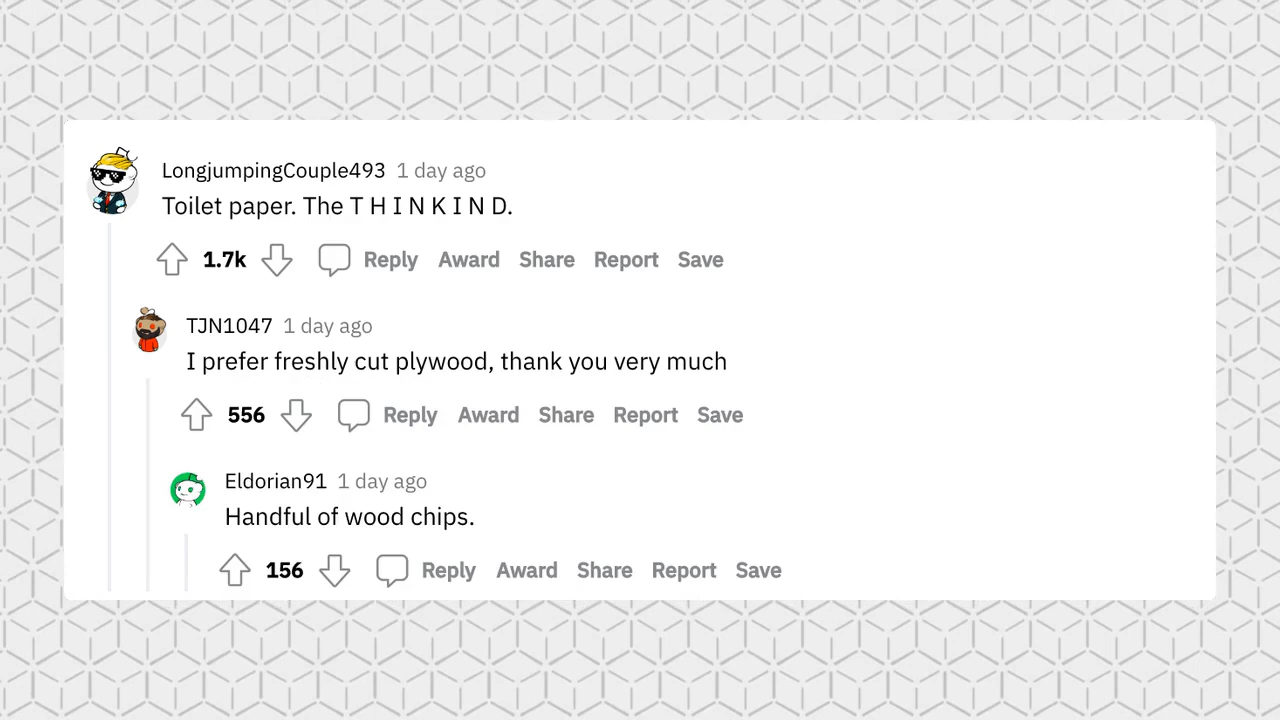 LongjumpingCouple493 1 day ago
Toilet paper. The T H I N K I N D.
1.7k Reply Award Share Report Save
TJN1047 1 day ago
I prefer freshly cut plywood, thank you very much
556 Reply Award Share Report Save
Eldorian91 1 day ago
Handful of wood chips.
156 Reply Award Share Report Save